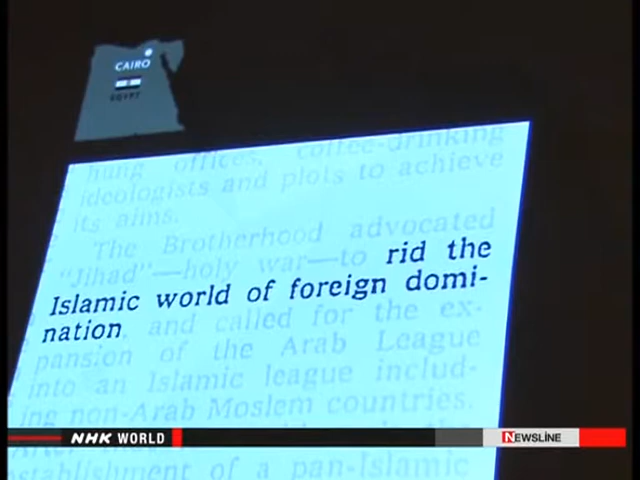 CAIRO
EGYPT
hung offices, coffee-drinking
ideologists and plots to achieve
its aims.
The Brotherhood advocated
"Jihad"—holy war—to rid the
Islamic world of foreign domi-
nation and called for the ex-
pansion of the Arab League
into an Islamic league includ-
ing non-Arab Moslem countries.
the
establishment of a pan-Islamic
NHK WORLD
NEWSLINE